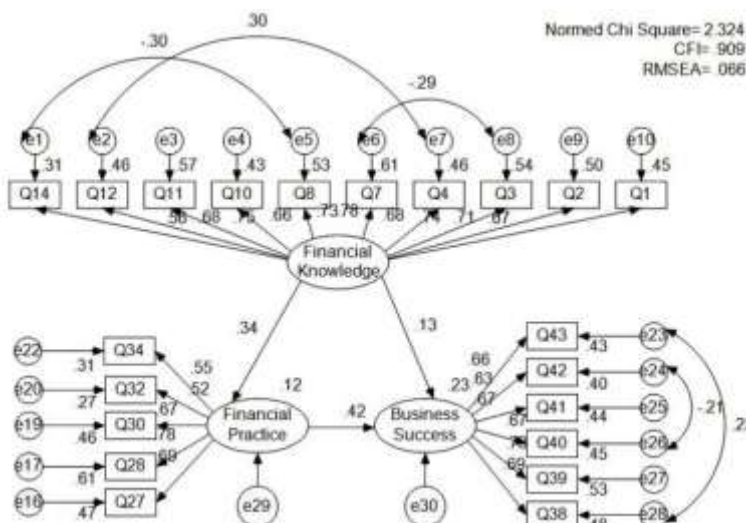 Normed Chi Square= 2.324
CFI= .909
RMSEA= .066
-.30
.30
-.29
e1 e2 e3 e4 e5 e6 e7 e8 e9 e10
.31 .46 .57 .43 .53 .61 .46 .54 .50 .45
Q14 Q12 Q11 Q10 Q8 Q7 Q4 Q3 Q2 Q1
.68 .66 .73 .78 .68 .71 .67
Financial
Knowledge
.34
.13
e22 Q34
.31 .55
e20 Q32
.27 .52
e19 Q30
.46 .67
e17 Q28
.61 .78
e16 Q27
.47
Financial
Practice
.12
.42
e29
Business
Success
.23
e30
Q43 e23
.66 .43
Q42 e24
.63 .40
Q41 e25
.67 .44
Q40 e26
.67 .45
Q39 e27
.53
Q38 e28
.69
-.21